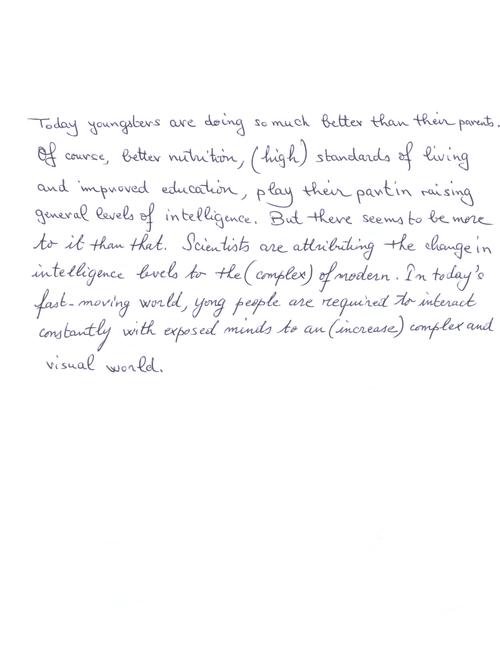 Today youngsters are doing so much better than their parents.
Of course, better nutrition, (high) standards of living
and improved education, play their part in raising
general levels of intelligence. But there seems to be more
to it than that. Scientists are attributing the change in
intelligence levels to the (complex) of modern. In today's
fast-moving world, yong people are required to interact
constantly with exposed minds to an (increase) complex and
visual world.